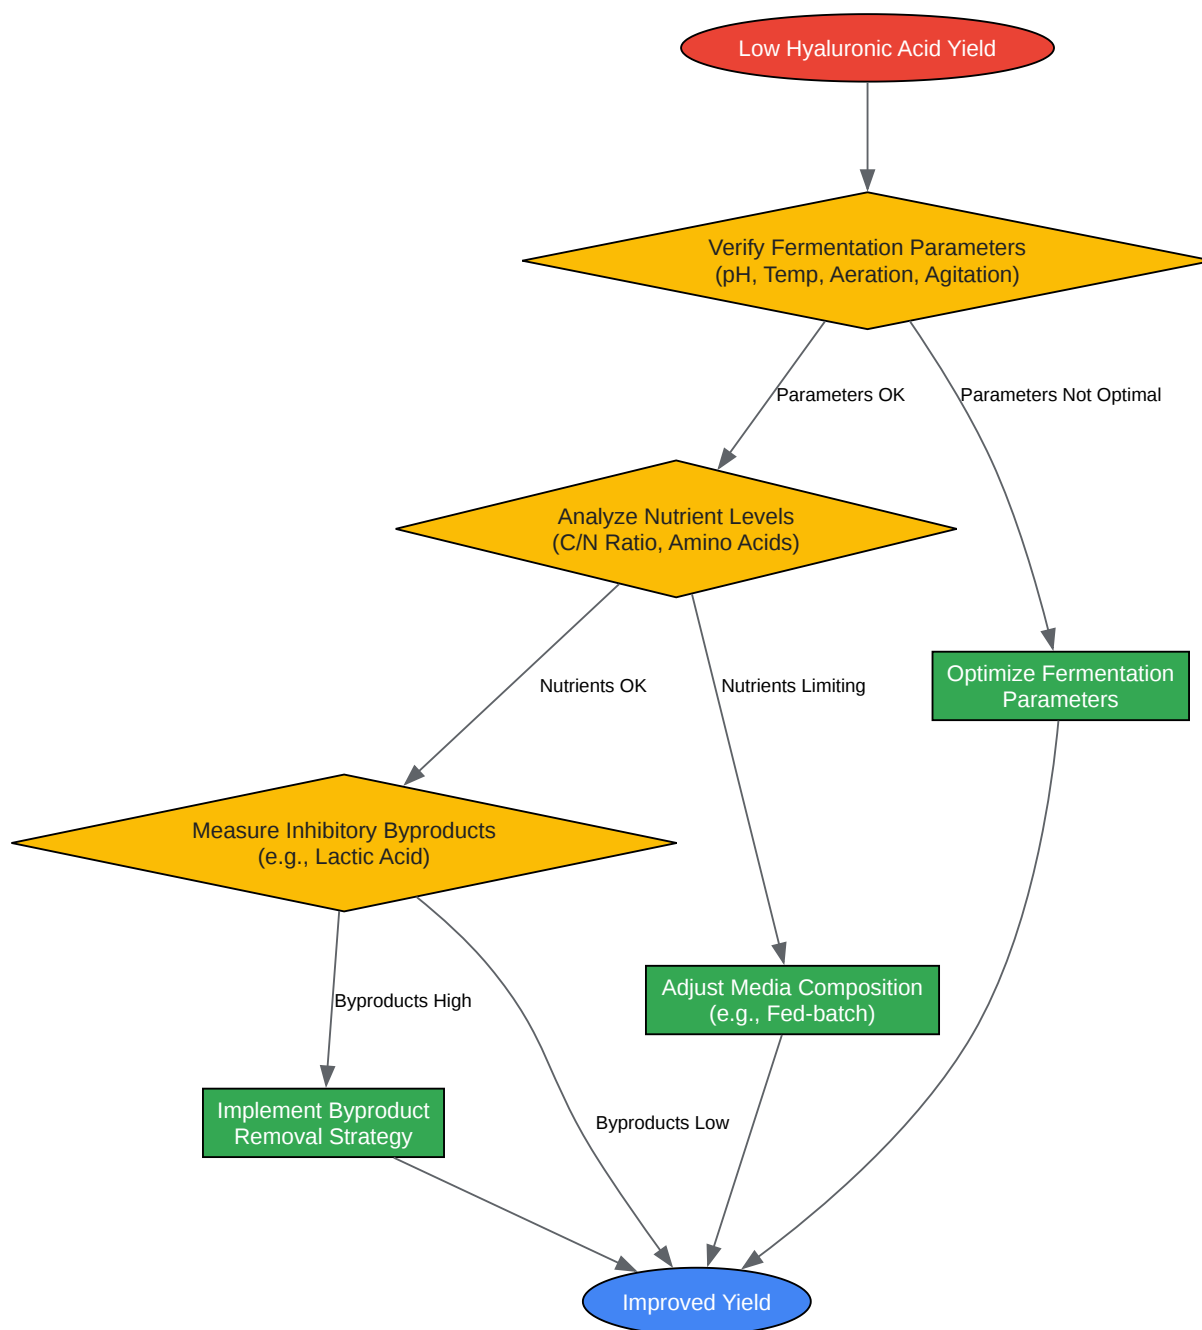 Low Hyaluronic Acid Yield
Verify Fermentation Parameters
(pH, Temp, Aeration, Agitation)
Parameters OK
Parameters Not Optimal
Analyze Nutrient Levels
(C/N Ratio, Amino Acids)
Nutrients OK
Nutrients Limiting
Optimize Fermentation
Parameters
Measure Inhibitory Byproducts
(e.g., Lactic Acid)
Byproducts High
Adjust Media Composition
(e.g., Fed-batch)
Implement Byproduct
Removal Strategy
Byproducts Low
Improved Yield